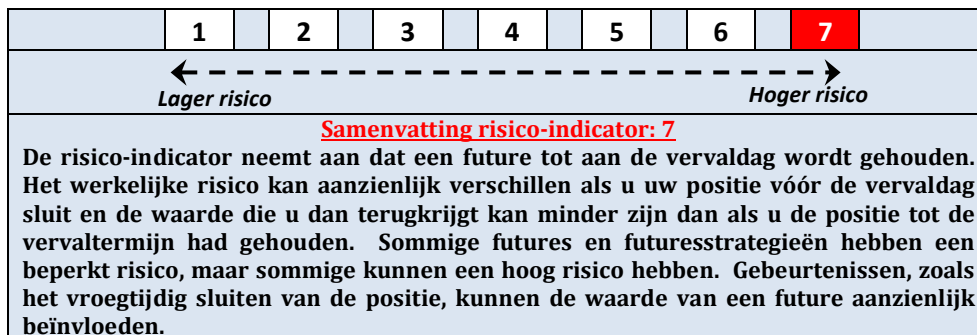 1 2 3 4 5 6 7
Lager risico Hoger risico
Samenvatting risico-indicator: 7
De risico-indicator neemt aan dat een future tot aan de vervaldag wordt gehouden.
Het werkelijke risico kan aanzienlijk verschillen als u uw positie vóór de vervaldag
sluit en de waarde die u dan terugkrijgt kan minder zijn dan als u de positie tot de
vervaltermijn had gehouden. Sommige futures en futuresstrategieën hebben een
beperkt risico, maar sommige kunnen een hoog risico hebben. Gebeurtenissen, zoals
het vroegtijdig sluiten van de positie, kunnen de waarde van een future aanzienlijk
beïnvloeden.